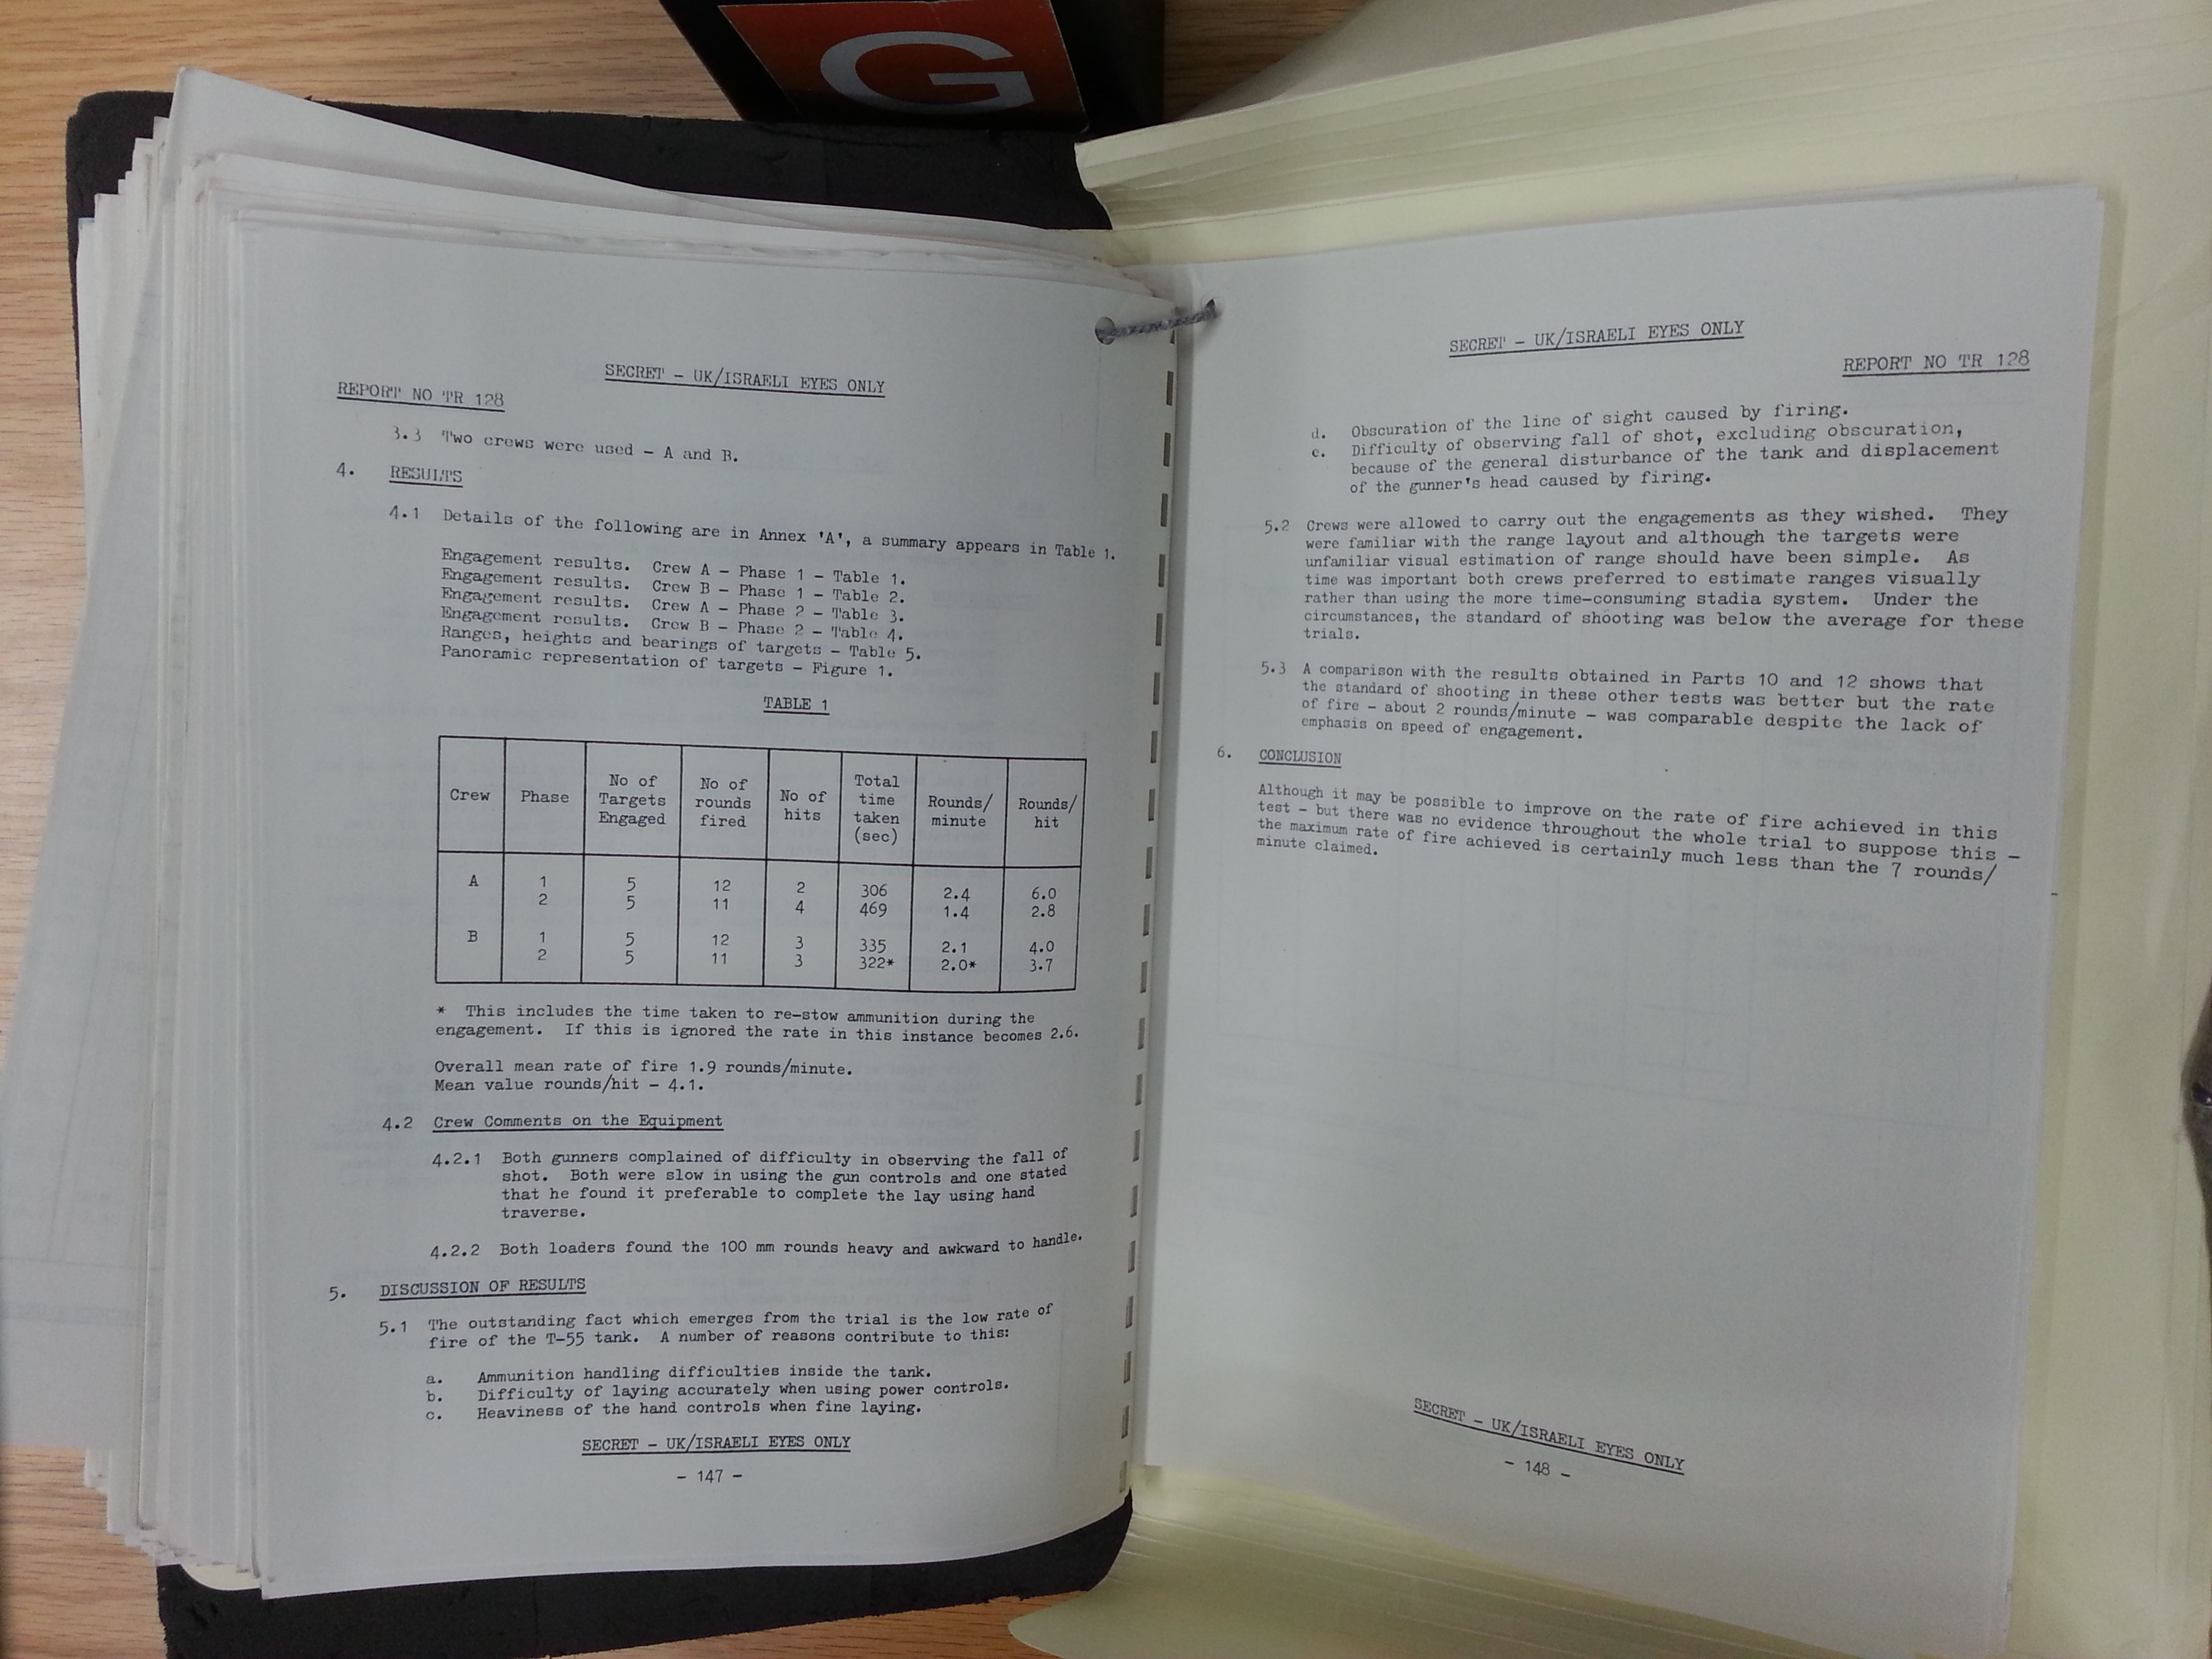 G
SECRET - UK/ISRAELI EYES ONLY
REPORT NO TR 128
3.3 Two crews were used - A and B.
4. RESULTS
4.1 Details of the following are in Annex 'A', a summary appears in Table 1.
Engagement results. Crew A - Phase 1 - Table 1.
Engagement results. Crew B - Phase 1 - Table 2.
Engagement results. Crew A - Phase 2 - Table 3.
Engagement results. Crew B - Phase 2 - Table 4.
Ranges, heights and bearings of targets - Table 5.
Panoramic representation of targets - Figure 1.
TABLE 1
Crew Phase No of Targets Engaged No of rounds fired No of hits Total time taken (sec) Rounds/minute Rounds/hit
A 1 5 12 2 306 2.4 6.0
2 5 11 4 469 1.4 2.8
B 1 5 12 3 335 2.1 4.0
2 5 11 3 322* 2.0* 3.7
* This includes the time taken to re-stow ammunition during the
engagement. If this is ignored the rate in this instance becomes 2.6.
Overall mean rate of fire 1.9 rounds/minute.
Mean value rounds/hit - 4.1.
4.2 Crew Comments on the Equipment
4.2.1 Both gunners complained of difficulty in observing the fall of
shot. Both were slow in using the gun controls and one stated
that he found it preferable to complete the lay using hand
traverse.
4.2.2 Both loaders found the 100 mm rounds heavy and awkward to handle.
5. DISCUSSION OF RESULTS
5.1 The outstanding fact which emerges from the trial is the low rate of
fire of the T-55 tank. A number of reasons contribute to this:
a. Ammunition handling difficulties inside the tank.
b. Difficulty of laying accurately when using power controls.
c. Heaviness of the hand controls when fine laying.
SECRET - UK/ISRAELI EYES ONLY
- 147 -
SECRET - UK/ISRAELI EYES ONLY
REPORT NO TR 128
d. Obscuration of the line of sight caused by firing.
e. Difficulty of observing fall of shot, excluding obscuration,
because of the general disturbance of the tank and displacement
of the gunner's head caused by firing.
5.2 Crews were allowed to carry out the engagements as they wished. They
were familiar with the range layout and although the targets were
unfamiliar visual estimation of range should have been simple. As
time was important both crews preferred to estimate ranges visually
rather than using the more time-consuming stadia system. Under the
circumstances, the standard of shooting was below the average for these
trials.
5.3 A comparison with the results obtained in Parts 10 and 12 shows that
the standard of shooting in these other tests was better but the rate
of fire - about 2 rounds/minute - was comparable despite the lack of
emphasis on speed of engagement.
6. CONCLUSION
Although it may be possible to improve on the rate of fire achieved in this
test - but there was no evidence throughout the whole trial to suppose this -
the maximum rate of fire achieved is certainly much less than the 7 rounds/
minute claimed.
SECRET - UK/ISRAELI EYES ONLY
- 148 -